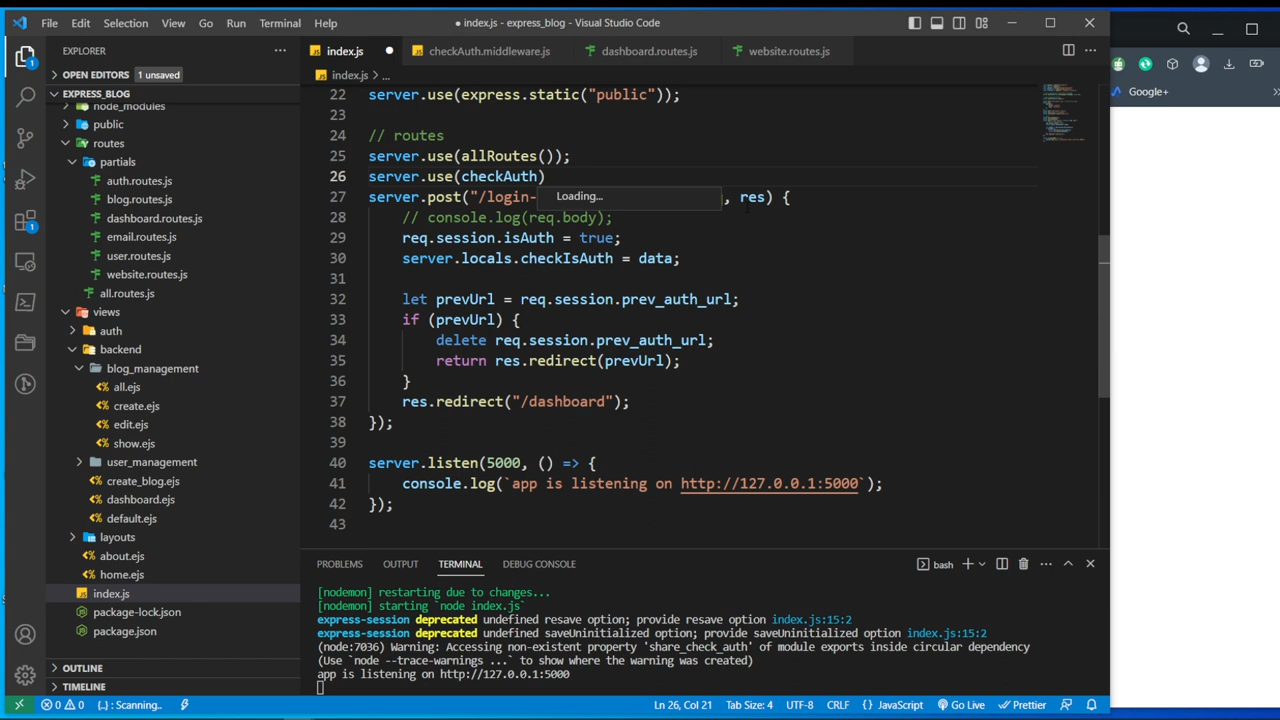 File Edit Selection View Go Run Terminal Help
● index.js - express_blog - Visual Studio Code
EXPLORER
OPEN EDITORS 1 unsaved
EXPRESS_BLOG
node_modules
public
routes
partials
auth.routes.js
blog.routes.js
dashboard.routes.js
email.routes.js
user.routes.js
website.routes.js
all.routes.js
views
auth
backend
blog_management
all.ejs
create.ejs
edit.ejs
show.ejs
user_management
create_blog.ejs
dashboard.ejs
default.ejs
layouts
about.ejs
home.ejs
index.js
package-lock.json
package.json
OUTLINE
TIMELINE
index.js ● checkAuth.middleware.js dashboard.routes.js website.routes.js
index.js > ...
22 server.use(express.static("public"));
23
24 // routes
25 server.use(allRoutes());
26 server.use(checkAuth)
27 server.post("/login- , res) {
Loading...
28 // console.log(req.body);
29 req.session.isAuth = true;
30 server.locals.checkIsAuth = data;
31
32 let prevUrl = req.session.prev_auth_url;
33 if (prevUrl) {
34 delete req.session.prev_auth_url;
35 return res.redirect(prevUrl);
36 }
37 res.redirect("/dashboard");
38 });
39
40 server.listen(5000, () => {
41 console.log(`app is listening on http://127.0.0.1:5000`);
42 });
43
PROBLEMS OUTPUT TERMINAL DEBUG CONSOLE
bash
[nodemon] restarting due to changes...
[nodemon] starting `node index.js`
express-session deprecated undefined resave option; provide resave option index.js:15:2
express-session deprecated undefined saveUninitialized option; provide saveUninitialized option index.js:15:2
(node:7036) Warning: Accessing non-existent property 'share_check_auth' of module exports inside circular dependency
(Use `node --trace-warnings ...` to show where the warning was created)
app is listening on http://127.0.0.1:5000
0 0 {..} : Scanning.. Ln 26, Col 21 Tab Size: 4 UTF-8 CRLF {} JavaScript Go Live Prettier
1
1
Google+